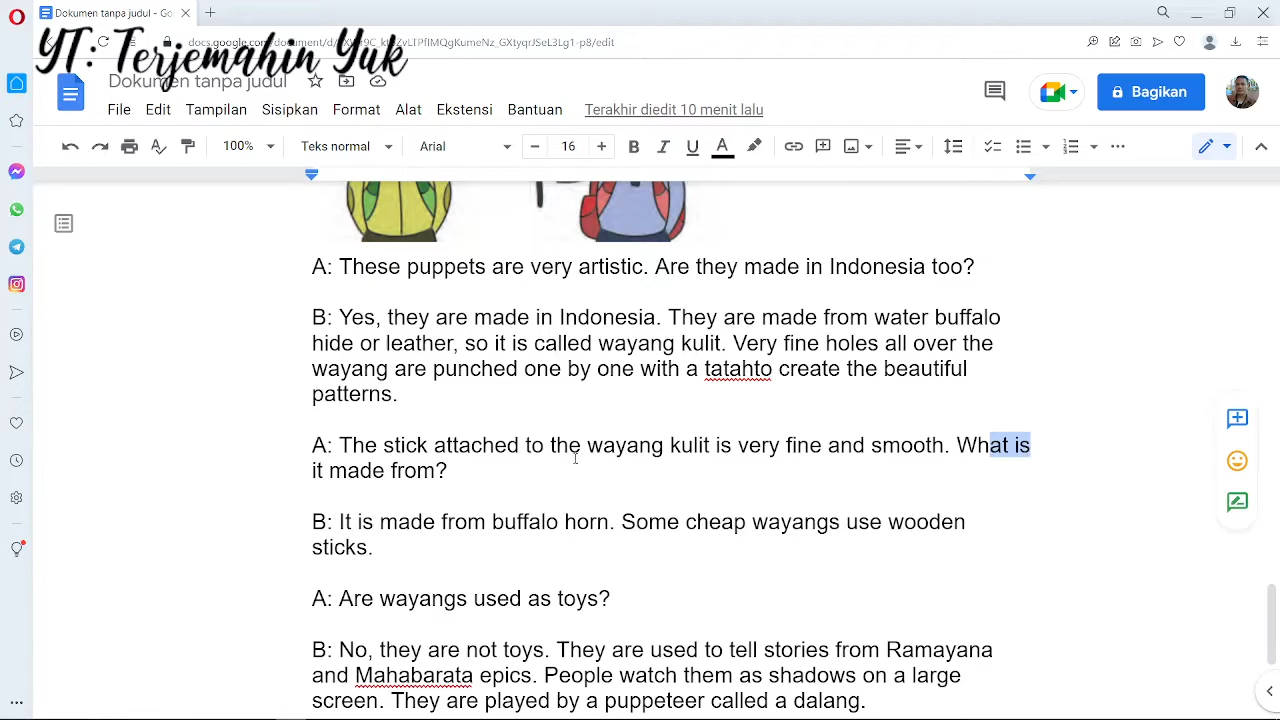 Dokumen tanpa judul - Go
YT: Terjemahin Yuk
docs.google.com/document/d/
Dokumen tanpa judul
File Edit Tampilan Sisipkan Format Alat Ekstensi Bantuan Terakhir diedit 10 menit lalu
Bagikan
100% Teks normal Arial 16 B I U A
A: These puppets are very artistic. Are they made in Indonesia too?
B: Yes, they are made in Indonesia. They are made from water buffalo
hide or leather, so it is called wayang kulit. Very fine holes all over the
wayang are punched one by one with a tatahto create the beautiful
patterns.
A: The stick attached to the wayang kulit is very fine and smooth. What is
it made from?
B: It is made from buffalo horn. Some cheap wayangs use wooden
sticks.
A: Are wayangs used as toys?
B: No, they are not toys. They are used to tell stories from Ramayana
and Mahabarata epics. People watch them as shadows on a large
screen. They are played by a puppeteer called a dalang.